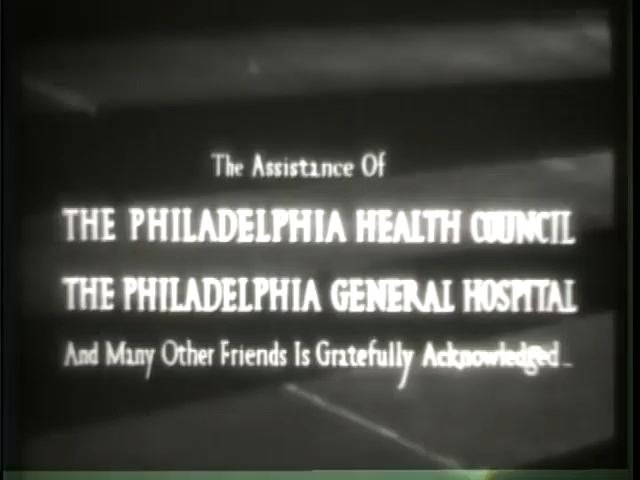 The Assistance Of
THE PHILADELPHIA HEALTH COUNCIL
THE PHILADELPHIA GENERAL HOSPITAL
And Many Other Friends Is Gratefully Acknowledged...